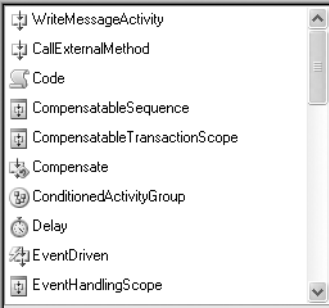 WriteMessageActivity
CallExternalMethod
Code
CompensatableSequence
CompensatableTransactionScope
Compensate
ConditionedActivityGroup
Delay
EventDriven
EventHandlingScope